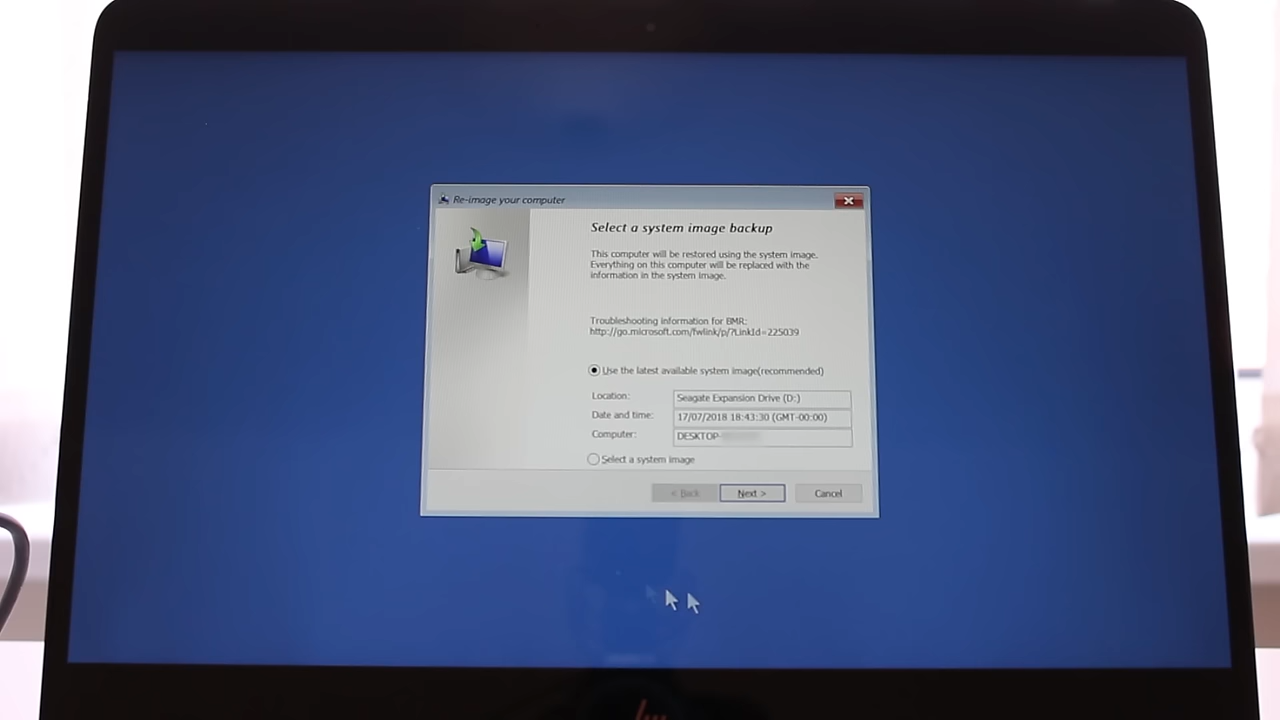 Re-image your computer
Select a system image backup
This computer will be restored using the system image.
Everything on this computer will be replaced with the
information in the system image.
Troubleshooting information for BMR:
http://go.microsoft.com/fwlink/p/?LinkId=225039
Use the latest available system image(recommended)
Location: Seagate Expansion Drive (D:)
Date and time: 17/07/2018 18:43:30 (GMT-00:00)
Computer: DESKTOP-
Select a system image
< Back Next > Cancel
hp